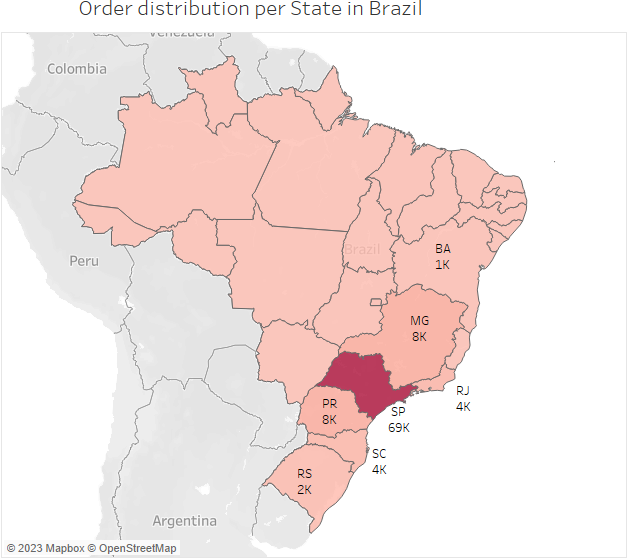 Order distribution per State in Brazil
Venezuela
Colombia
Brazil
BA
1K
Peru
MG
8K
RJ
4K
PR
8K
SP
69K
SC
4K
RS
2K
Argentina
© 2023 Mapbox © OpenStreetMap